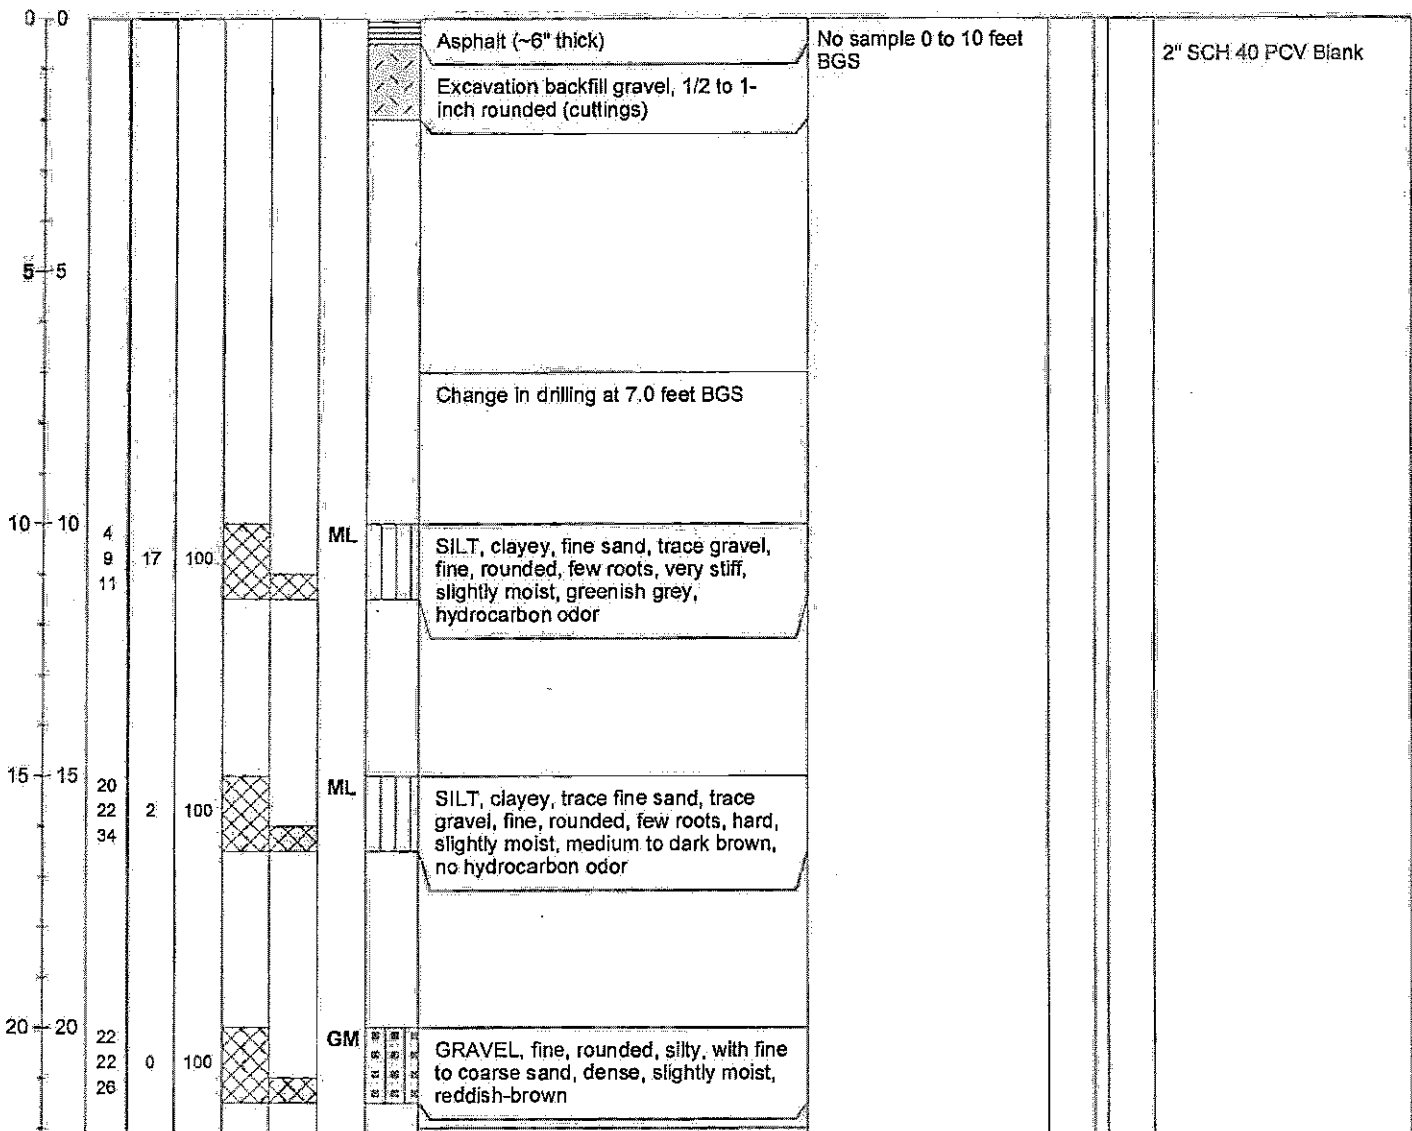 0 0
Asphalt (~6" thick)
No sample 0 to 10 feet
BGS
2" SCH 40 PCV Blank
Excavation backfill gravel, 1/2 to 1-
inch rounded (cuttings)
5 5
Change in drilling at 7.0 feet BGS
10 10
4
9 17 100
11
ML
SILT, clayey, fine sand, trace gravel,
fine, rounded, few roots, very stiff,
slightly moist, greenish grey,
hydrocarbon odor
15 15
20
22 2 100
34
ML
SILT, clayey, trace fine sand, trace
gravel, fine, rounded, few roots, hard,
slightly moist, medium to dark brown,
no hydrocarbon odor
20 20
22
22 0 100
26
GM
GRAVEL, fine, rounded, silty, with fine
to coarse sand, dense, slightly moist,
reddish-brown